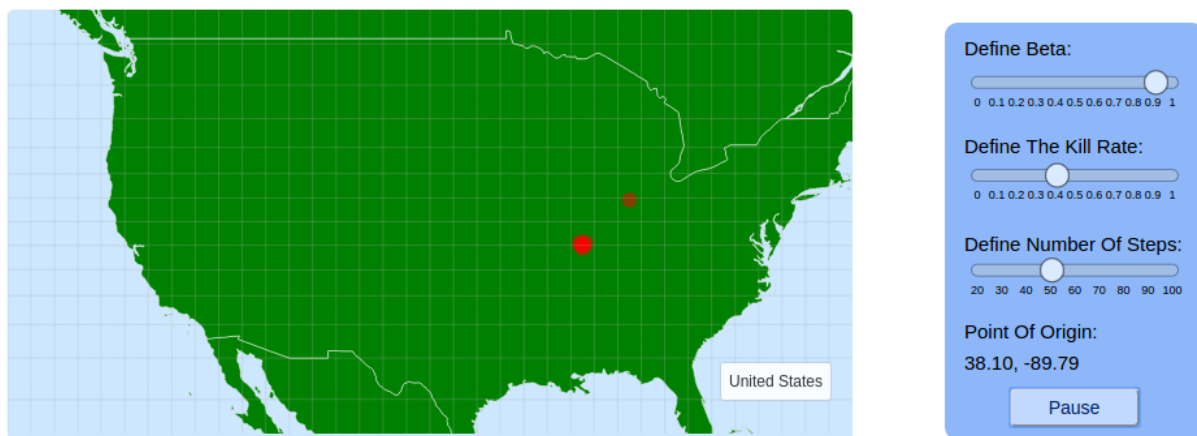 Define Beta:
0 0.1 0.2 0.3 0.4 0.5 0.6 0.7 0.8 0.9 1
Define The Kill Rate:
0 0.1 0.2 0.3 0.4 0.5 0.6 0.7 0.8 0.9 1
Define Number Of Steps:
20 30 40 50 60 70 80 90 100
Point Of Origin:
38.10, -89.79
Pause
United States